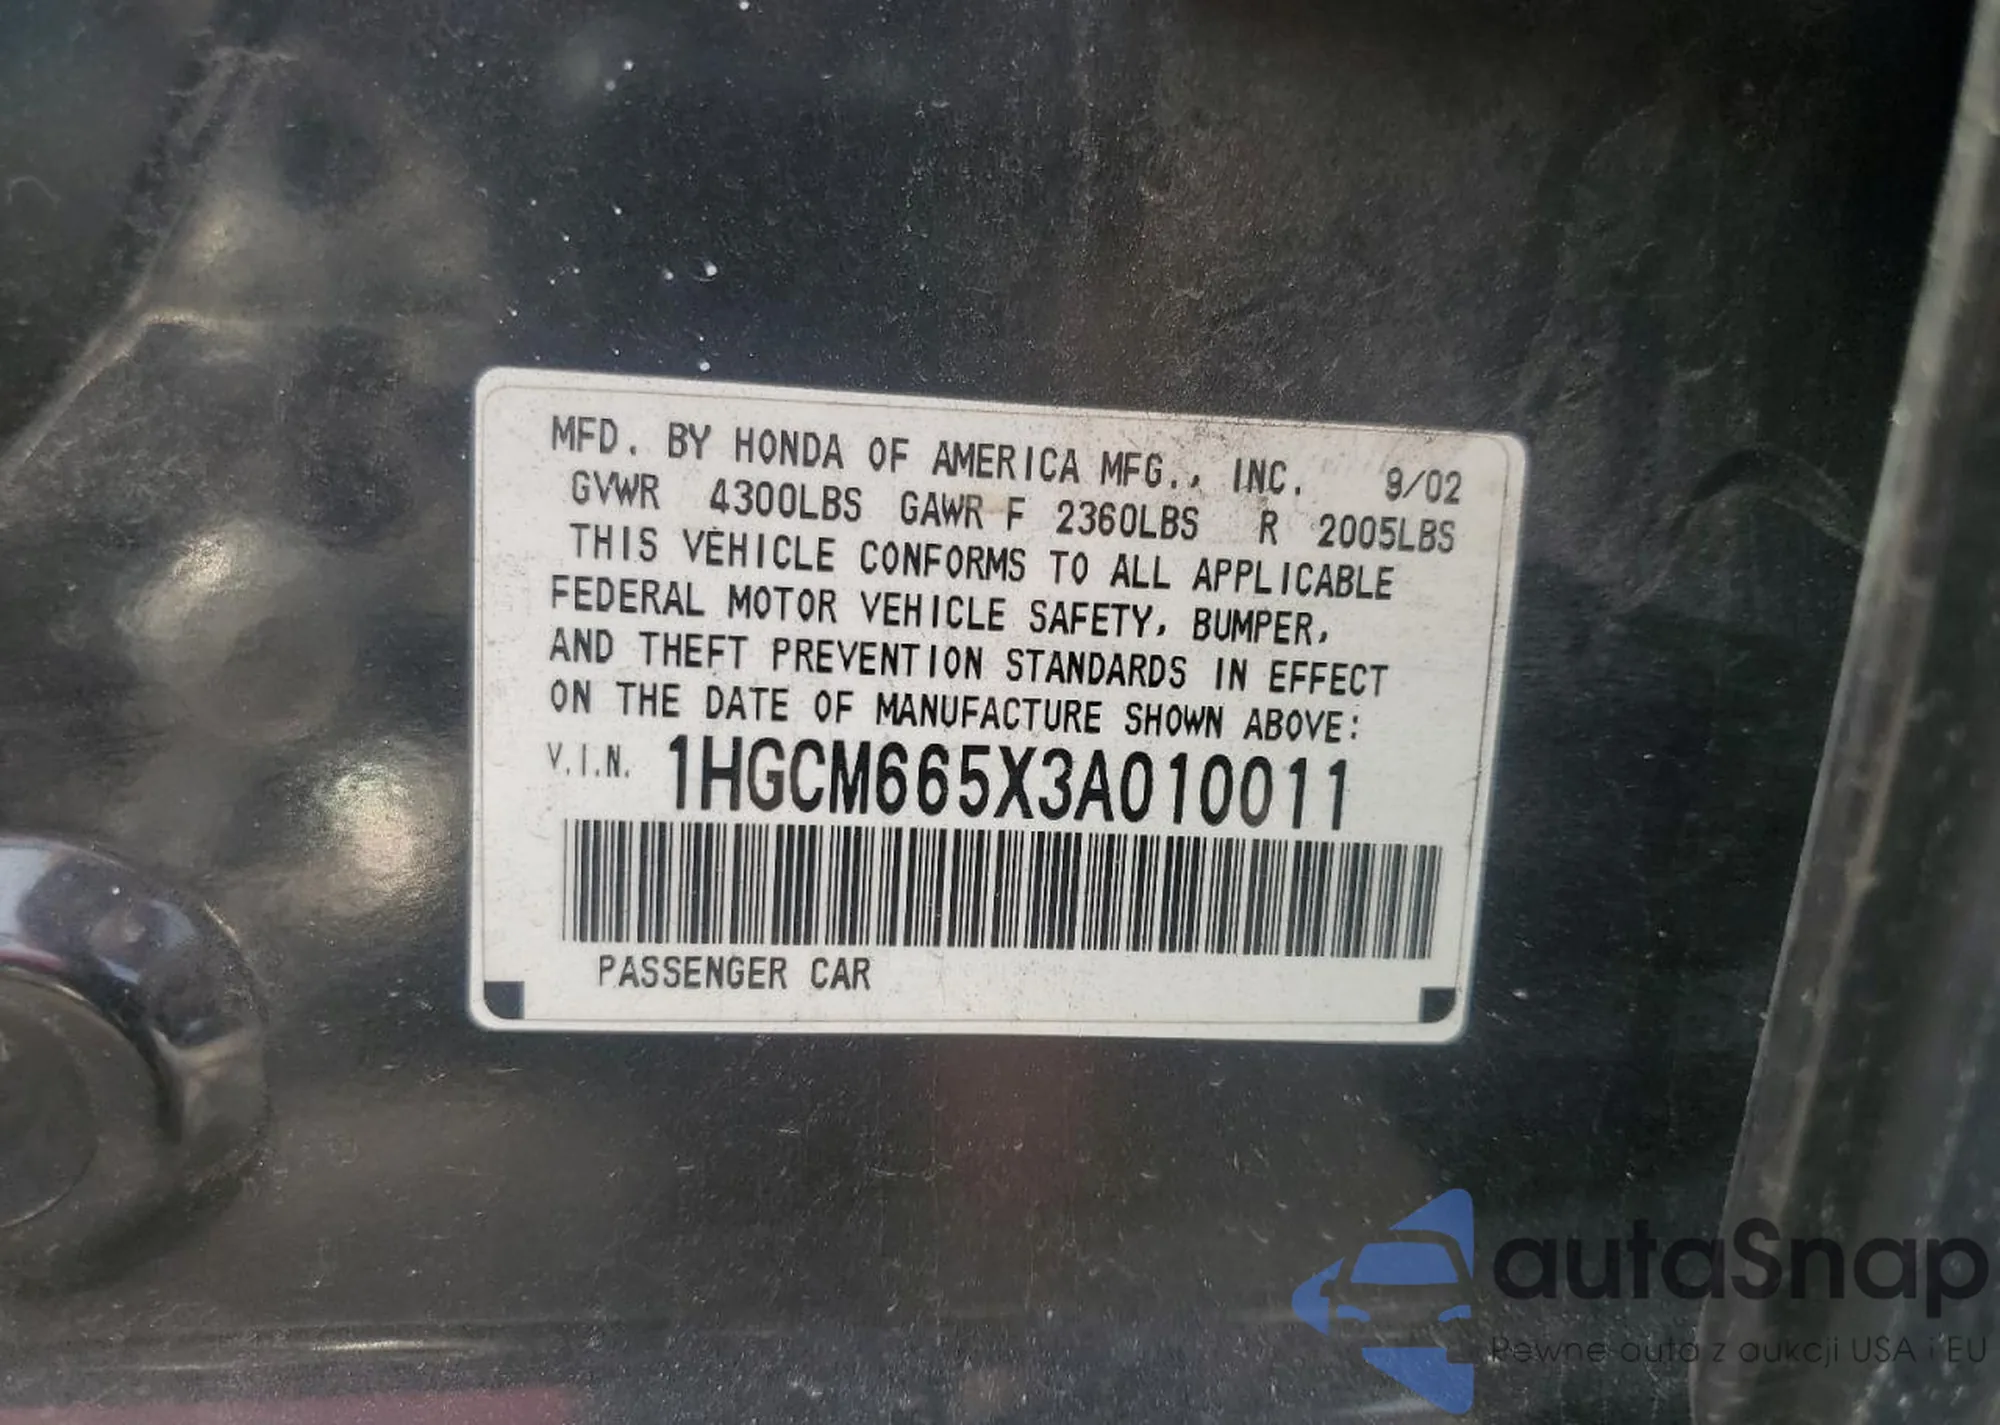 MFD. BY HONDA OF AMERICA MFG., INC. 9/02
GVWR 4300LBS GAWR F 2360LBS R 2005LBS
THIS VEHICLE CONFORMS TO ALL APPLICABLE
FEDERAL MOTOR VEHICLE SAFETY, BUMPER,
AND THEFT PREVENTION STANDARDS IN EFFECT
ON THE DATE OF MANUFACTURE SHOWN ABOVE:
V.I.N. 1HGCM665X3A010011
PASSENGER CAR
autaSnap
Pewne auta z aukcji USA i EU